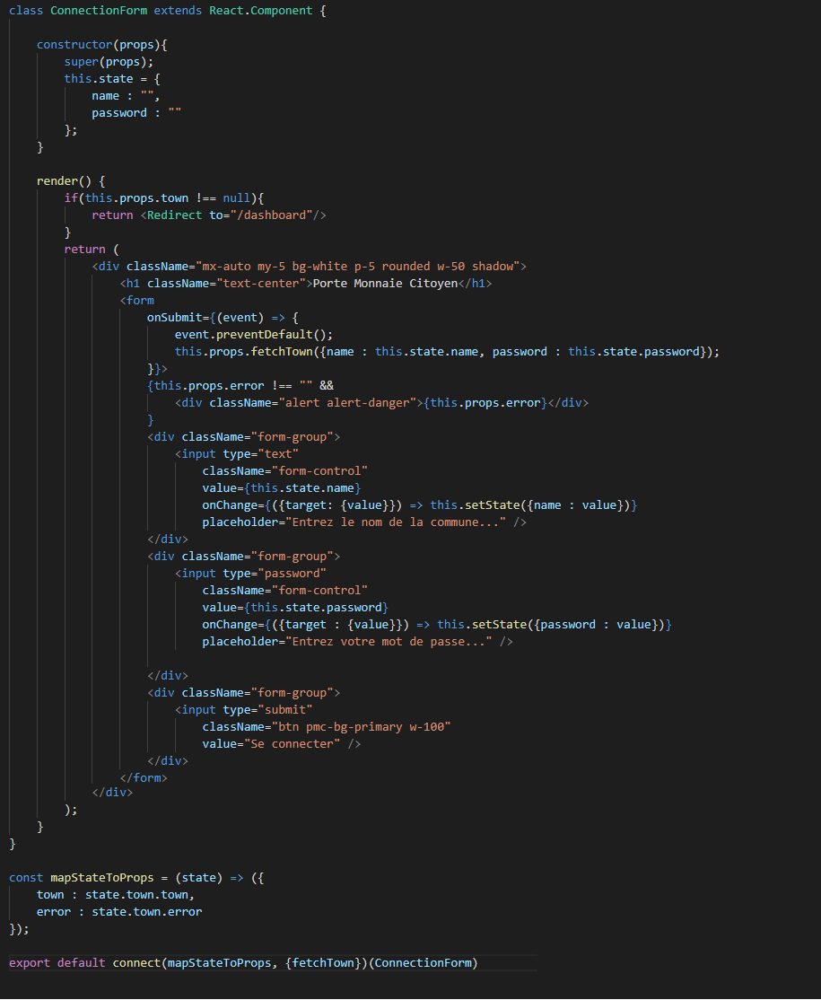 class ConnectionForm extends React.Component {
constructor(props){
super(props);
this.state = {
name : "",
password : ""
};
}
render() {
if(this.props.town !== null){
return <Redirect to="/dashboard"/>
}
return (
<div className="mx-auto my-5 bg-white p-5 rounded w-50 shadow">
<h1 className="text-center">Porte Monnaie Citoyen</h1>
<form
onSubmit={(event) => {
event.preventDefault();
this.props.fetchTown({name : this.state.name, password : this.state.password});
}}>
{this.props.error !== "" &&
<div className="alert alert-danger">{this.props.error}</div>
}
<div className="form-group">
<input type="text"
className="form-control"
value={this.state.name}
onChange={({target: {value}}) => this.setState({name : value})}
placeholder="Entrez le nom de la commune..." />
</div>
<div className="form-group">
<input type="password"
className="form-control"
value={this.state.password}
onChange={({target : {value}}) => this.setState({password : value})}
placeholder="Entrez votre mot de passe..." />
</div>
<div className="form-group">
<input type="submit"
className="btn pmc-bg-primary w-100"
value="Se connecter" />
</div>
</form>
</div>
);
}
}
const mapStateToProps = (state) => ({
town : state.town.town,
error : state.town.error
});
export default connect(mapStateToProps, {fetchTown})(ConnectionForm)